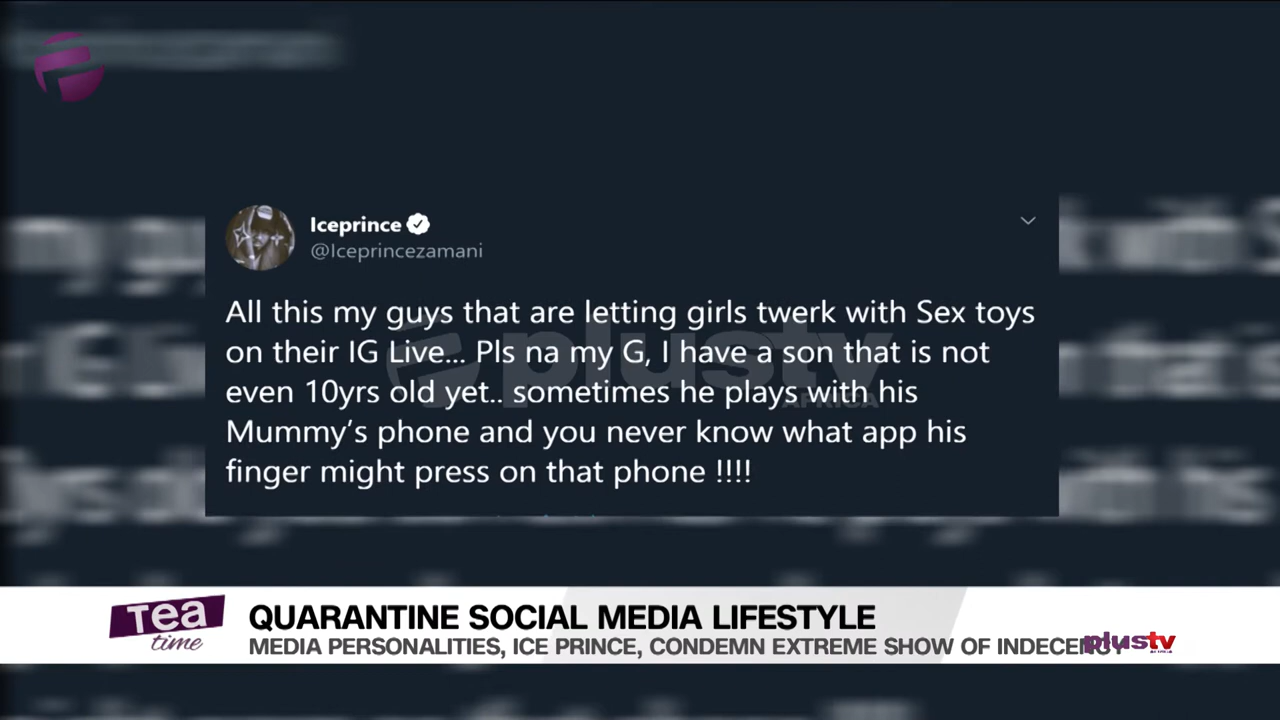 Iceprince
@Iceprincezamani
All this my guys that are letting girls twerk with Sex toys
on their IG Live... Pls na my G, I have a son that is not
even 10yrs old yet.. sometimes he plays with his
Mummy’s phone and you never know what app his
finger might press on that phone !!!!
plustv
AFRICA
Tea
time
QUARANTINE SOCIAL MEDIA LIFESTYLE
MEDIA PERSONALITIES, ICE PRINCE, CONDEMN EXTREME SHOW OF INDECENCY
plustv